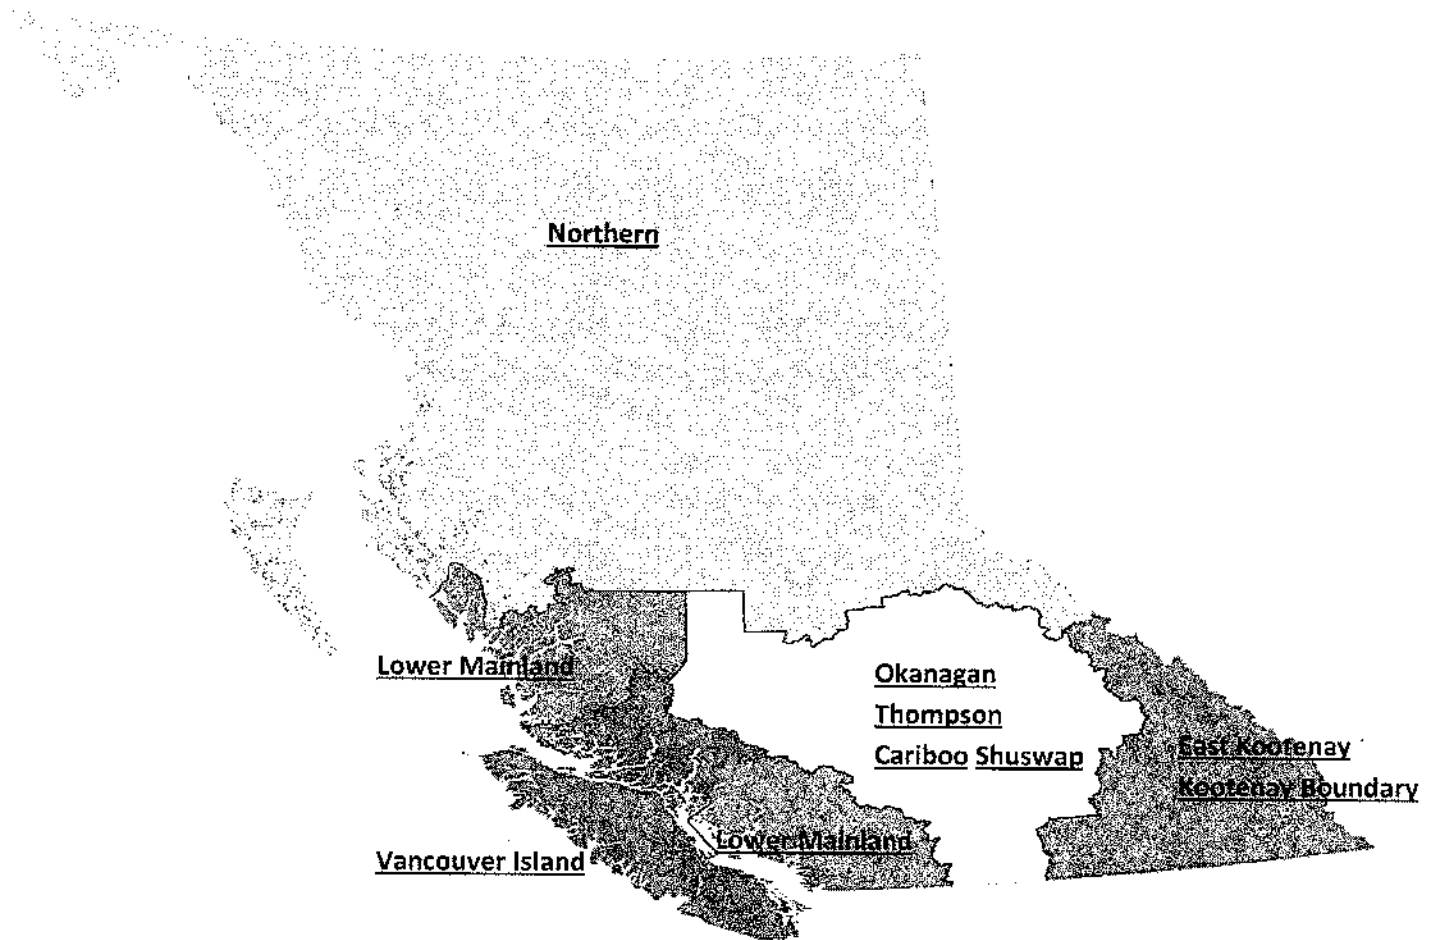 Northern
Lower Mainland
Okanagan
Thompson
Cariboo Shuswap
East Kootenay
Kootenay Boundary
Lower Mainland
Vancouver Island